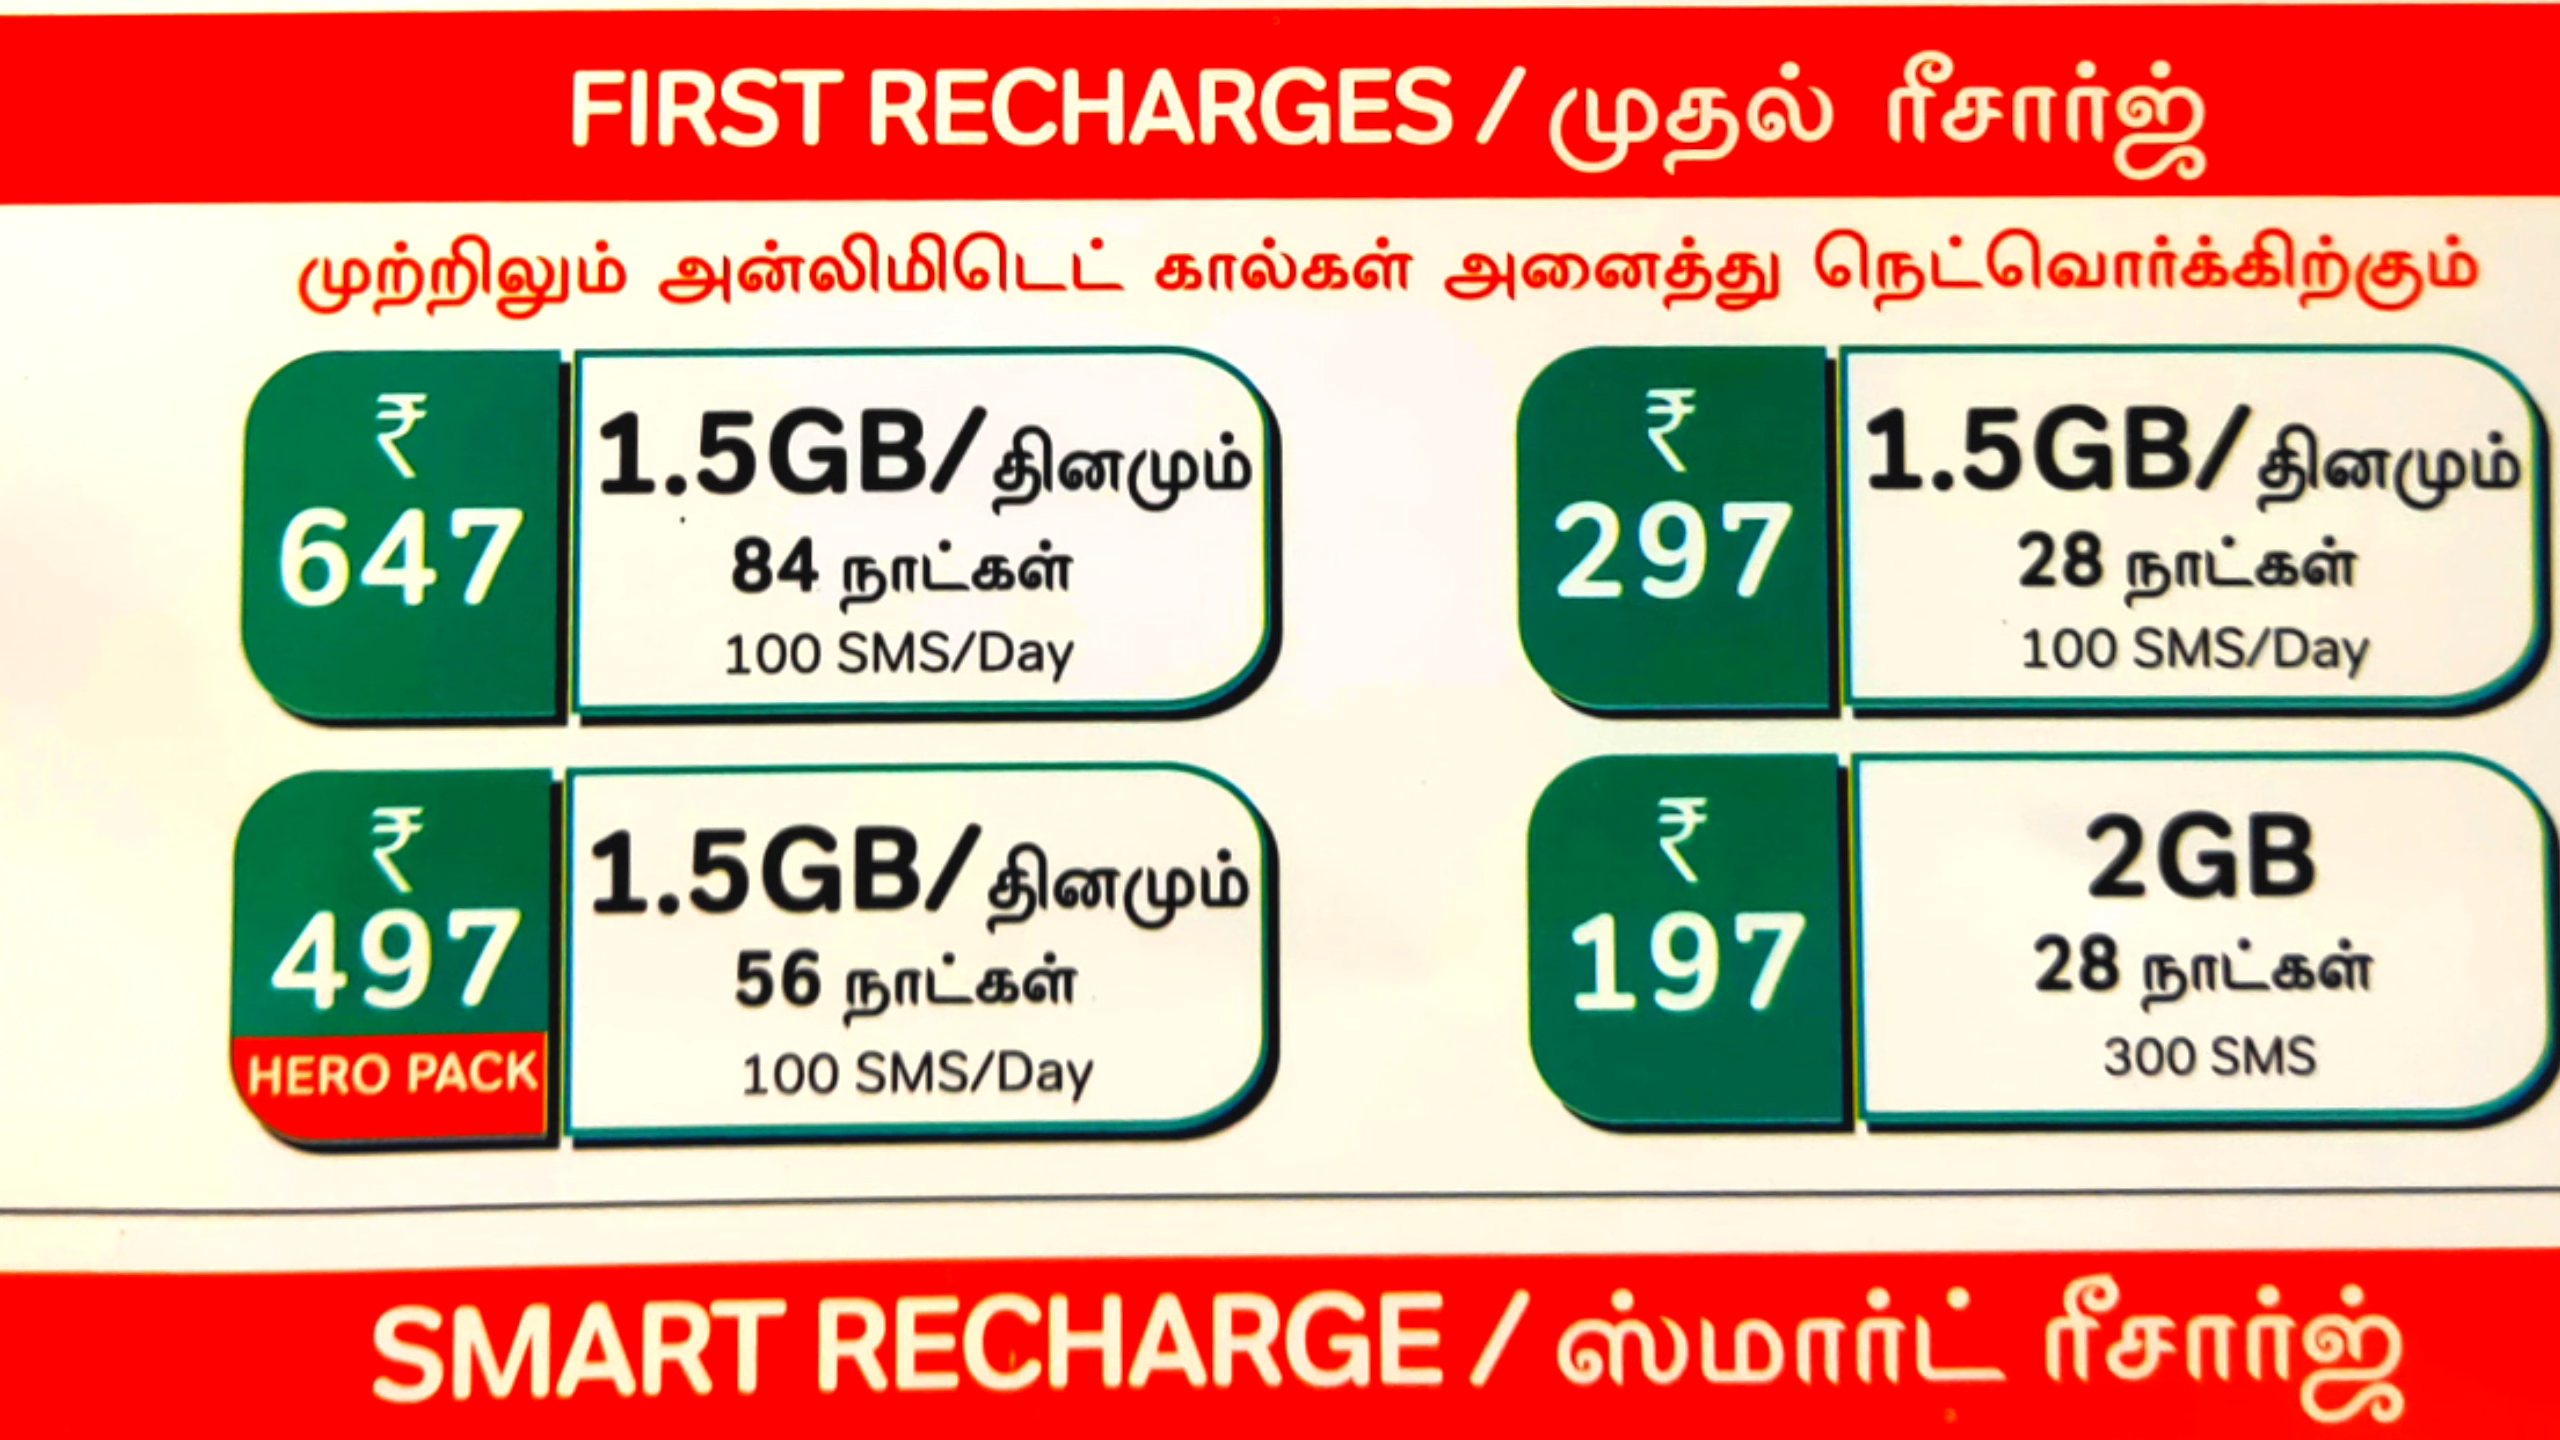 FIRST RECHARGES / முதல் ரீசார்ஜ்
முற்றிலும் அன்லிமிடெட் கால்கள் அனைத்து நெட்வொர்க்கிற்கும்
₹
647
1.5GB/தினமும்
84 நாட்கள்
100 SMS/Day
₹
297
1.5GB/தினமும்
28 நாட்கள்
100 SMS/Day
₹
497
HERO PACK
1.5GB/தினமும்
56 நாட்கள்
100 SMS/Day
₹
197
2GB
28 நாட்கள்
300 SMS
SMART RECHARGE / ஸ்மார்ட் ரீசார்ஜ்